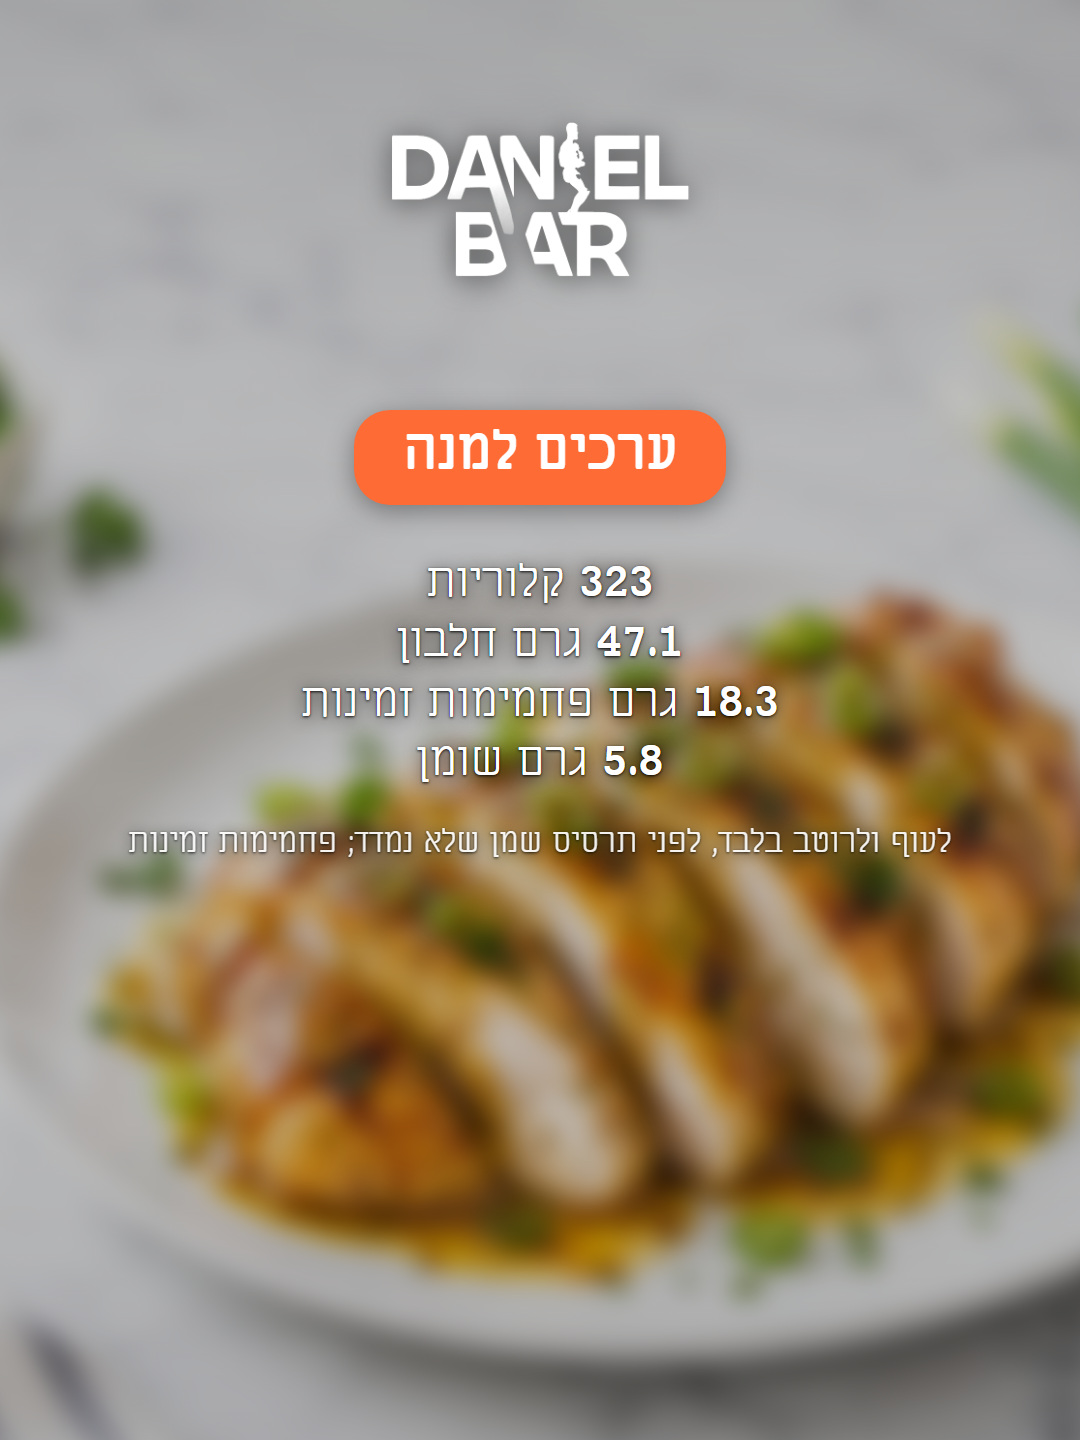 DANIEL
BAR
ערכים למנה
323 קלוריות
47.1 גרם חלבון
18.3 גרם פחמימות זמינות
5.8 גרם שומן
לעוף ולרוטב בלבד, לפני תרסיס שמן שלא נמדד; פחמימות זמינות